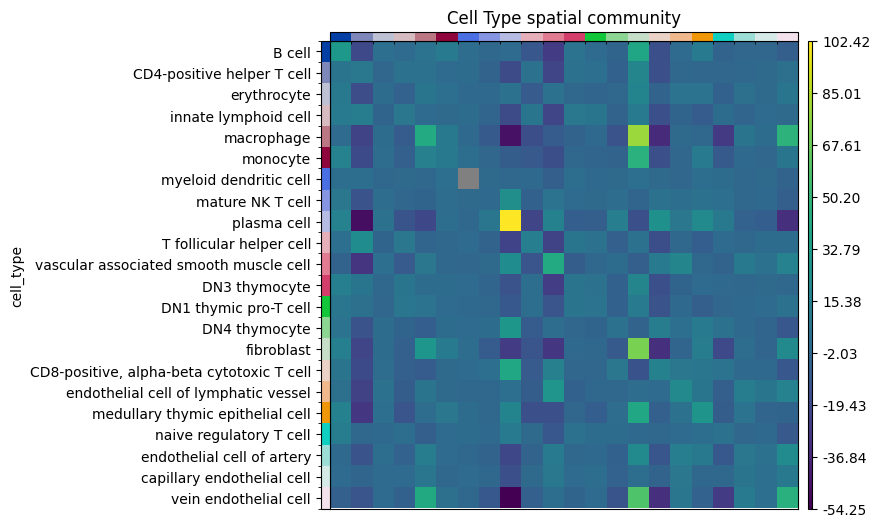 Cell Type spatial community
cell_type
B cell
CD4-positive helper T cell
erythrocyte
innate lymphoid cell
macrophage
monocyte
myeloid dendritic cell
mature NK T cell
plasma cell
T follicular helper cell
vascular associated smooth muscle cell
DN3 thymocyte
DN1 thymic pro-T cell
DN4 thymocyte
fibroblast
CD8-positive, alpha-beta cytotoxic T cell
endothelial cell of lymphatic vessel
medullary thymic epithelial cell
naive regulatory T cell
endothelial cell of artery
capillary endothelial cell
vein endothelial cell
102.42
85.01
67.61
50.20
32.79
15.38
-2.03
-19.43
-36.84
-54.25